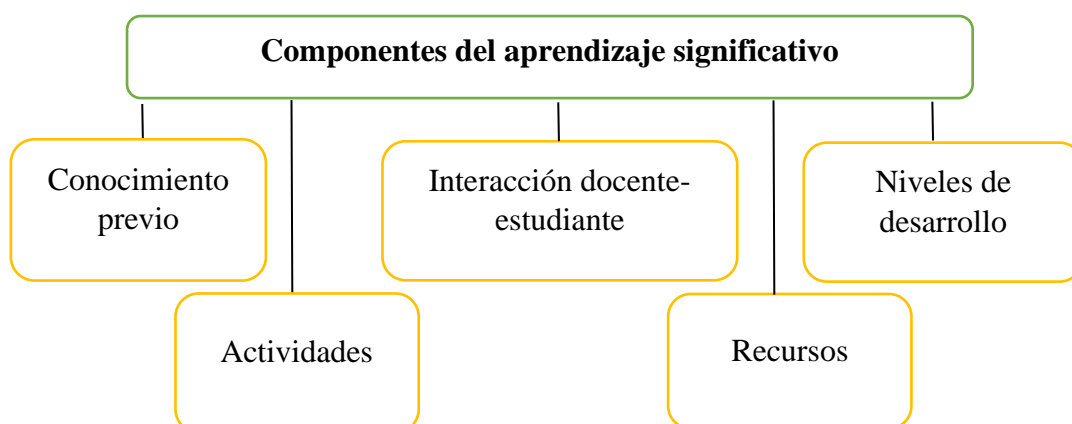 Componentes del aprendizaje significativo
Conocimiento
previo
Interacción docente-
estudiante
Niveles de
desarrollo
Actividades
Recursos